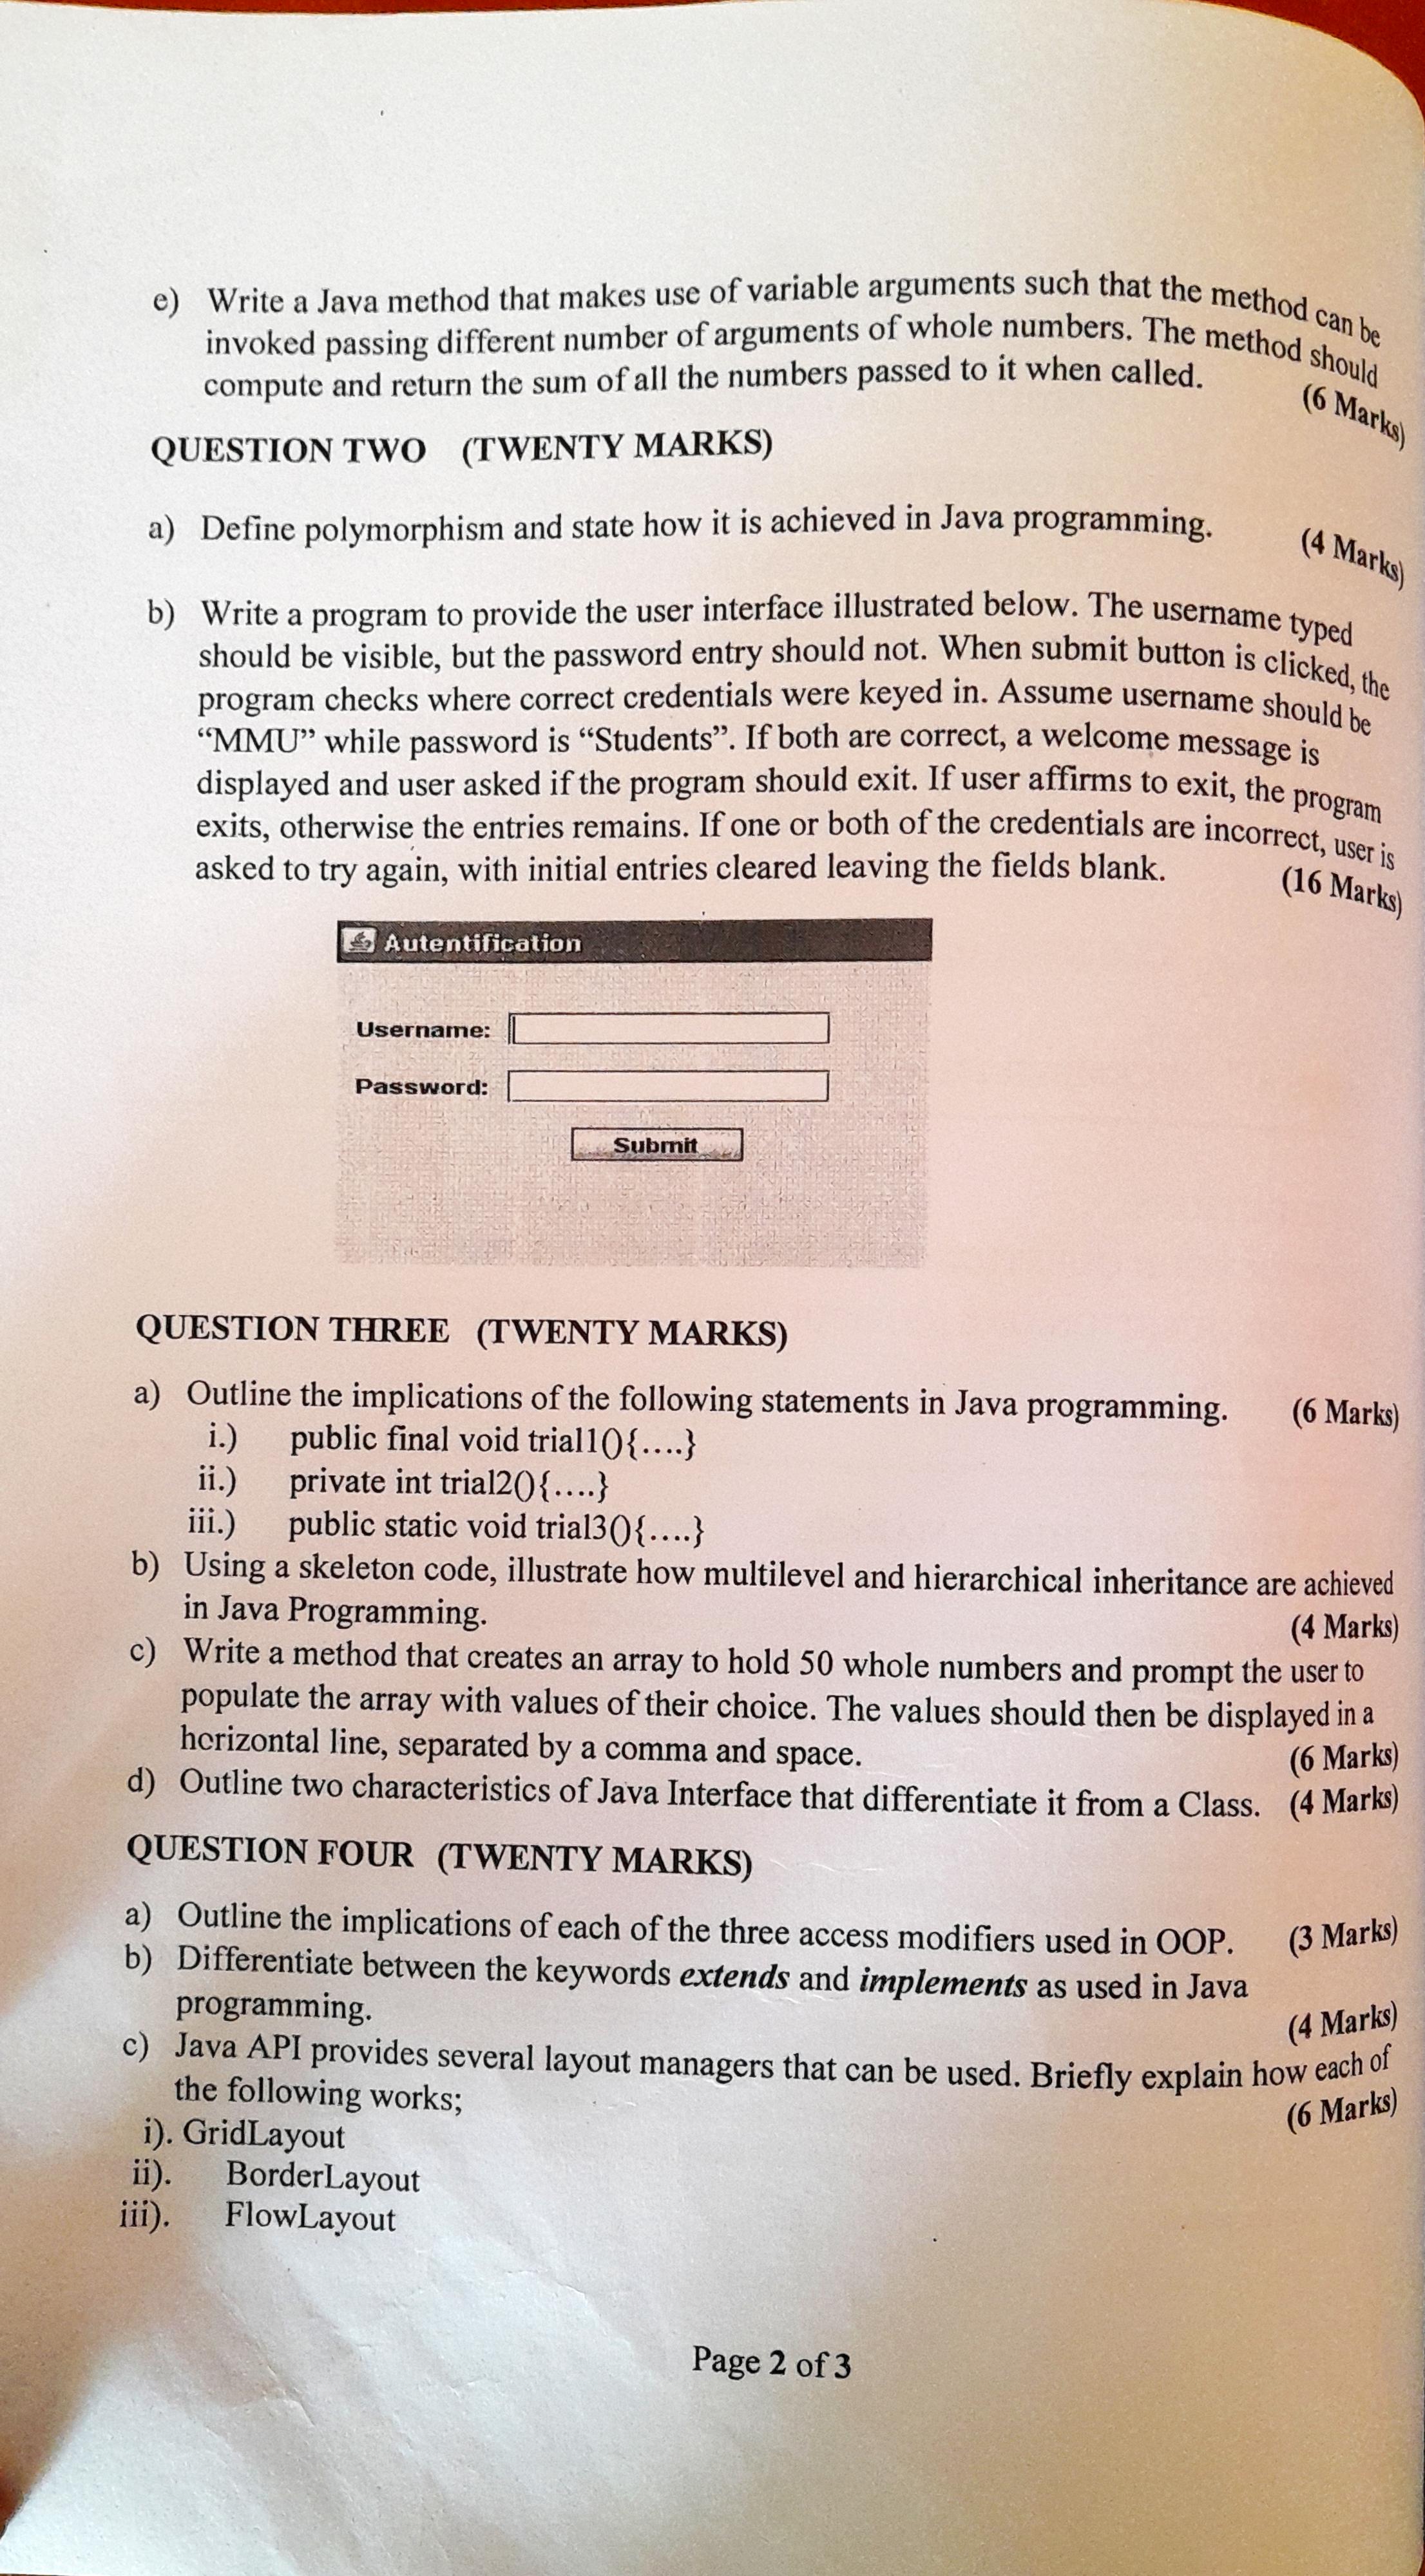 e) Write a Java method that makes use of variable arguments such that the method can be
invoked passing different number of arguments of whole numbers. The method should
compute and return the sum of all the numbers passed to it when called.
(6 Marks)
QUESTION TWO (TWENTY MARKS)
a) Define polymorphism and state how it is achieved in Java programming.
(4 Marks)
b) Write a program to provide the user interface illustrated below. The username typed
should be visible, but the password entry should not. When submit button is clicked, the
program checks where correct credentials were keyed in. Assume username should be
“MMU” while password is “Students”. If both are correct, a welcome message is
displayed and user asked if the program should exit. If user affirms to exit, the program
exits, otherwise the entries remains. If one or both of the credentials are incorrect, user is
asked to try again, with initial entries cleared leaving the fields blank.
(16 Marks)
Autentification
Username:
Password:
Submit
QUESTION THREE (TWENTY MARKS)
a) Outline the implications of the following statements in Java programming. (6 Marks)
i.) public final void trial1(){....}
ii.) private int trial2(){....}
iii.) public static void trial3(){....}
b) Using a skeleton code, illustrate how multilevel and hierarchical inheritance are achieved
in Java Programming. (4 Marks)
c) Write a method that creates an array to hold 50 whole numbers and prompt the user to
populate the array with values of their choice. The values should then be displayed in a
horizontal line, separated by a comma and space. (6 Marks)
d) Outline two characteristics of Java Interface that differentiate it from a Class. (4 Marks)
QUESTION FOUR (TWENTY MARKS)
a) Outline the implications of each of the three access modifiers used in OOP. (3 Marks)
b) Differentiate between the keywords extends and implements as used in Java
programming. (4 Marks)
c) Java API provides several layout managers that can be used. Briefly explain how each of
the following works; (6 Marks)
i). GridLayout
ii). BorderLayout
iii). FlowLayout
Page 2 of 3